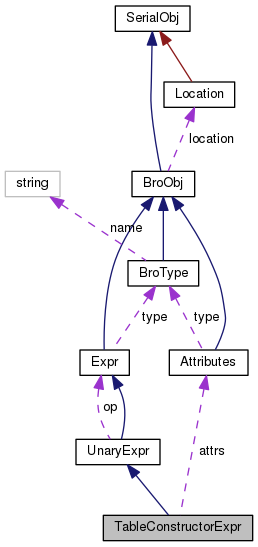 SerialObj
Location
location
string
BroObj
name
BroType
type
type
Expr
Attributes
op
attrs
UnaryExpr
TableConstructorExpr